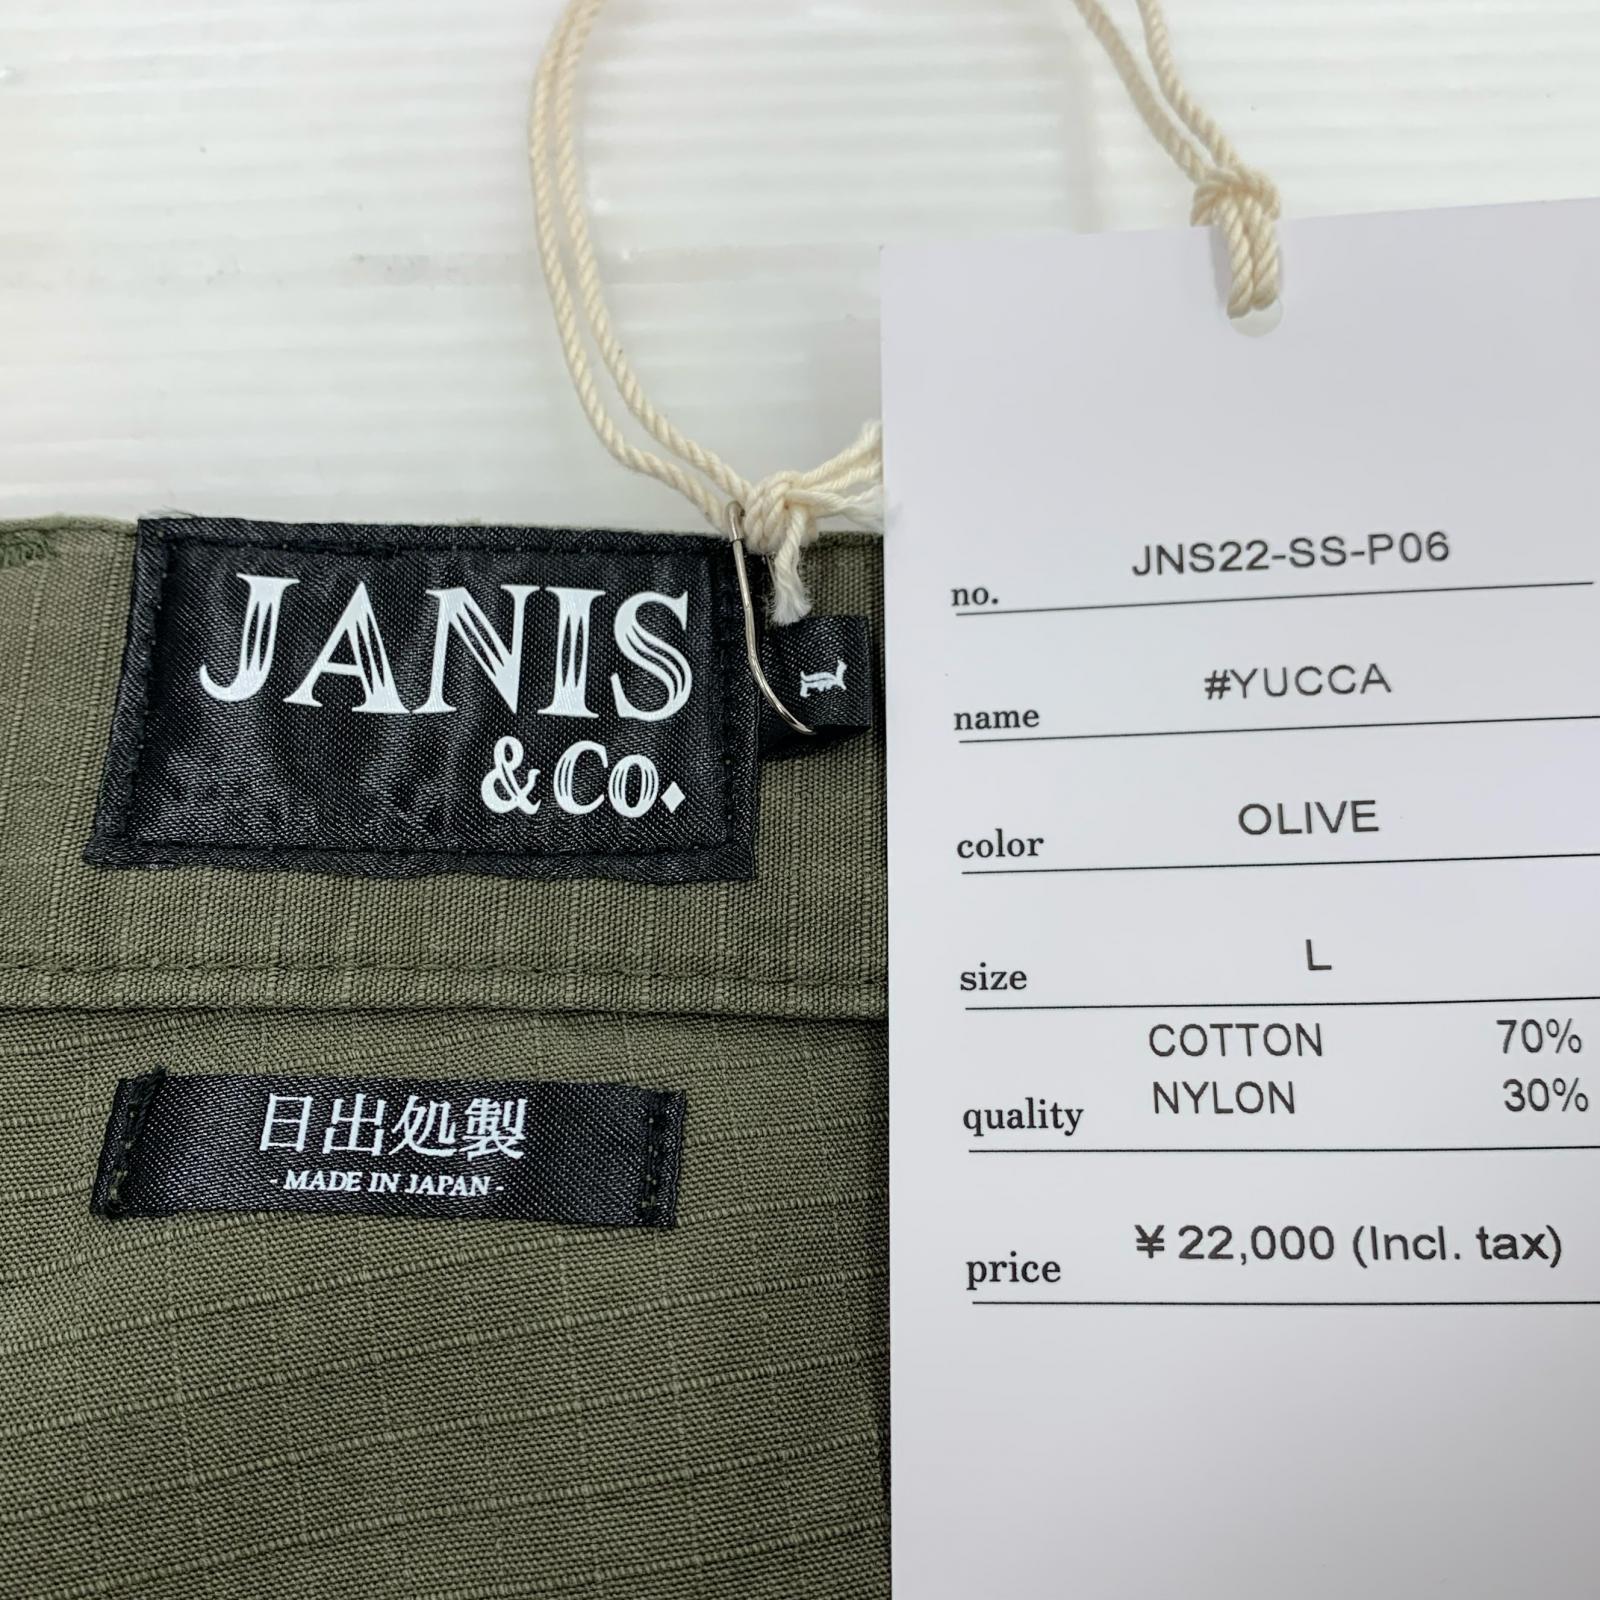 JANIS
& Co.
L
日出処製
- MADE IN JAPAN -
no. JNS22-SS-P06
name #YUCCA
color OLIVE
size L
COTTON 70%
quality NYLON 30%
price ¥ 22,000 (Incl. tax)